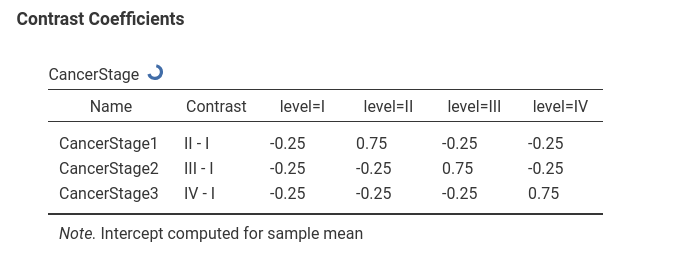 Contrast Coefficients
CancerStage
Name Contrast level=I level=II level=III level=IV
CancerStage1 II - I -0.25 0.75 -0.25 -0.25
CancerStage2 III - I -0.25 -0.25 0.75 -0.25
CancerStage3 IV - I -0.25 -0.25 -0.25 0.75
Note. Intercept computed for sample mean